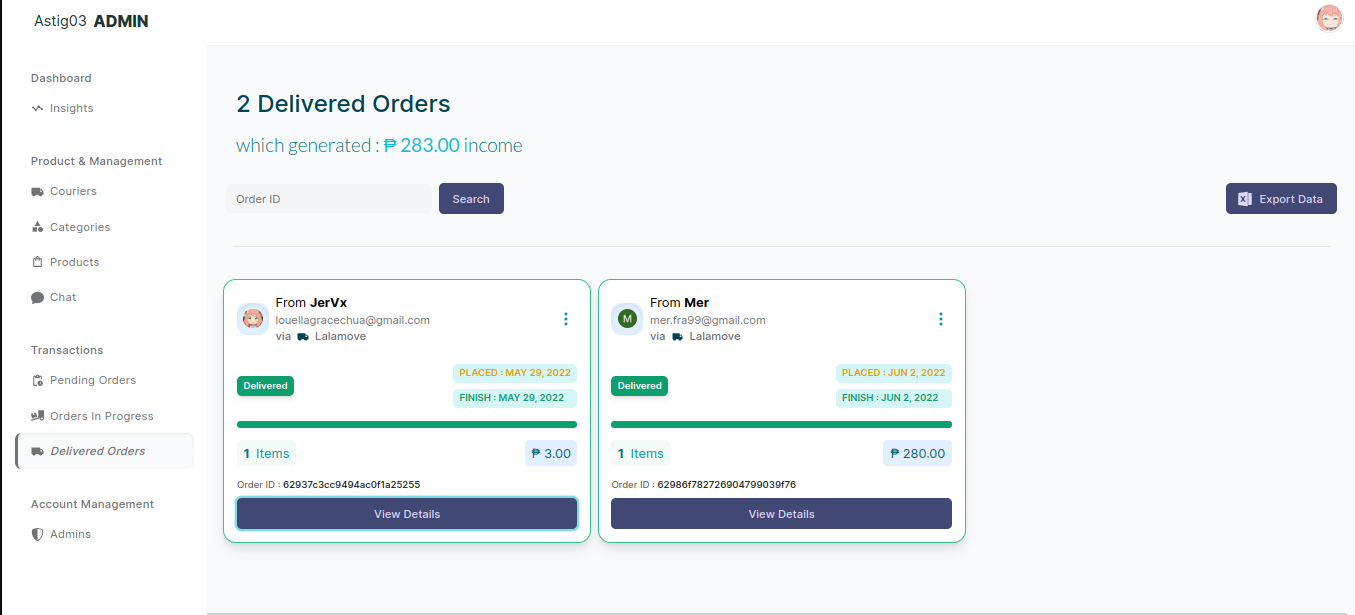 Astig03 ADMIN
Dashboard
Insights
Product & Management
Couriers
Categories
Products
Chat
Transactions
Pending Orders
Orders In Progress
Delivered Orders
Account Management
Admins
2 Delivered Orders
which generated : ₱ 283.00 income
Order ID
Search
Export Data
From JerVx
louellagracechua@gmail.com
via Lalamove
Delivered
PLACED : MAY 29, 2022
FINISH : MAY 29, 2022
1 Items
₱ 3.00
Order ID : 62937c3cc9494ac0f1a25255
View Details
M
From Mer
mer.fra99@gmail.com
via Lalamove
Delivered
PLACED : JUN 2, 2022
FINISH : JUN 2, 2022
1 Items
₱ 280.00
Order ID : 62986f782726904799039f76
View Details